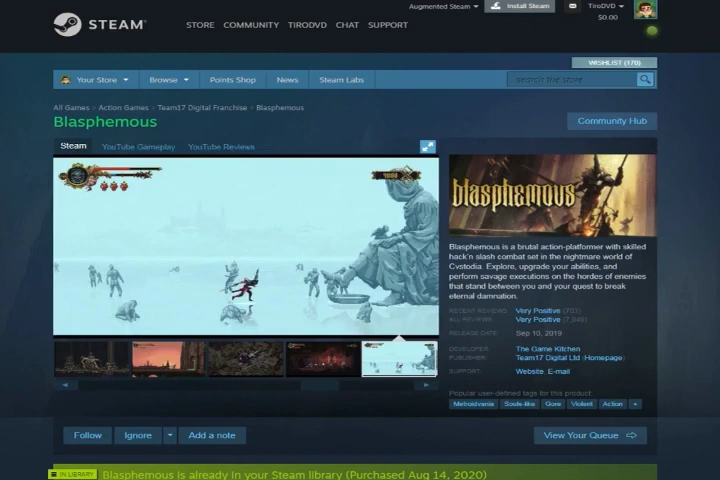 Augmented Steam
Install Steam
TiroDVD
$0.00
STEAM
STORE COMMUNITY TIRODVD CHAT SUPPORT
WISHLIST (170)
Your Store Browse Points Shop News Steam Labs
search the store
All Games > Action Games > Team17 Digital Franchise > Blasphemous
Blasphemous
Community Hub
Steam YouTube Gameplay YouTube Reviews
Blasphemous
Blasphemous is a brutal action-platformer with skilled
hack'n slash combat set in the nightmare world of
Cvstodia. Explore, upgrade your abilities, and
perform savage executions on the hordes of enemies
that stand between you and your quest to break
eternal damnation.
RECENT REVIEWS: Very Positive (703)
ALL REVIEWS: Very Positive
RELEASE DATE: Sep 10, 2019
DEVELOPER: The Game Kitchen
PUBLISHER: Team17 Digital Ltd (Homepage)
SUPPORT: Website, E-mail
Popular user-defined tags for this product:
Metroidvania Souls-like Gore Violent Action +
Follow Ignore Add a note
View Your Queue
IN LIBRARY Blasphemous is already in your Steam library (Purchased Aug 14, 2020)